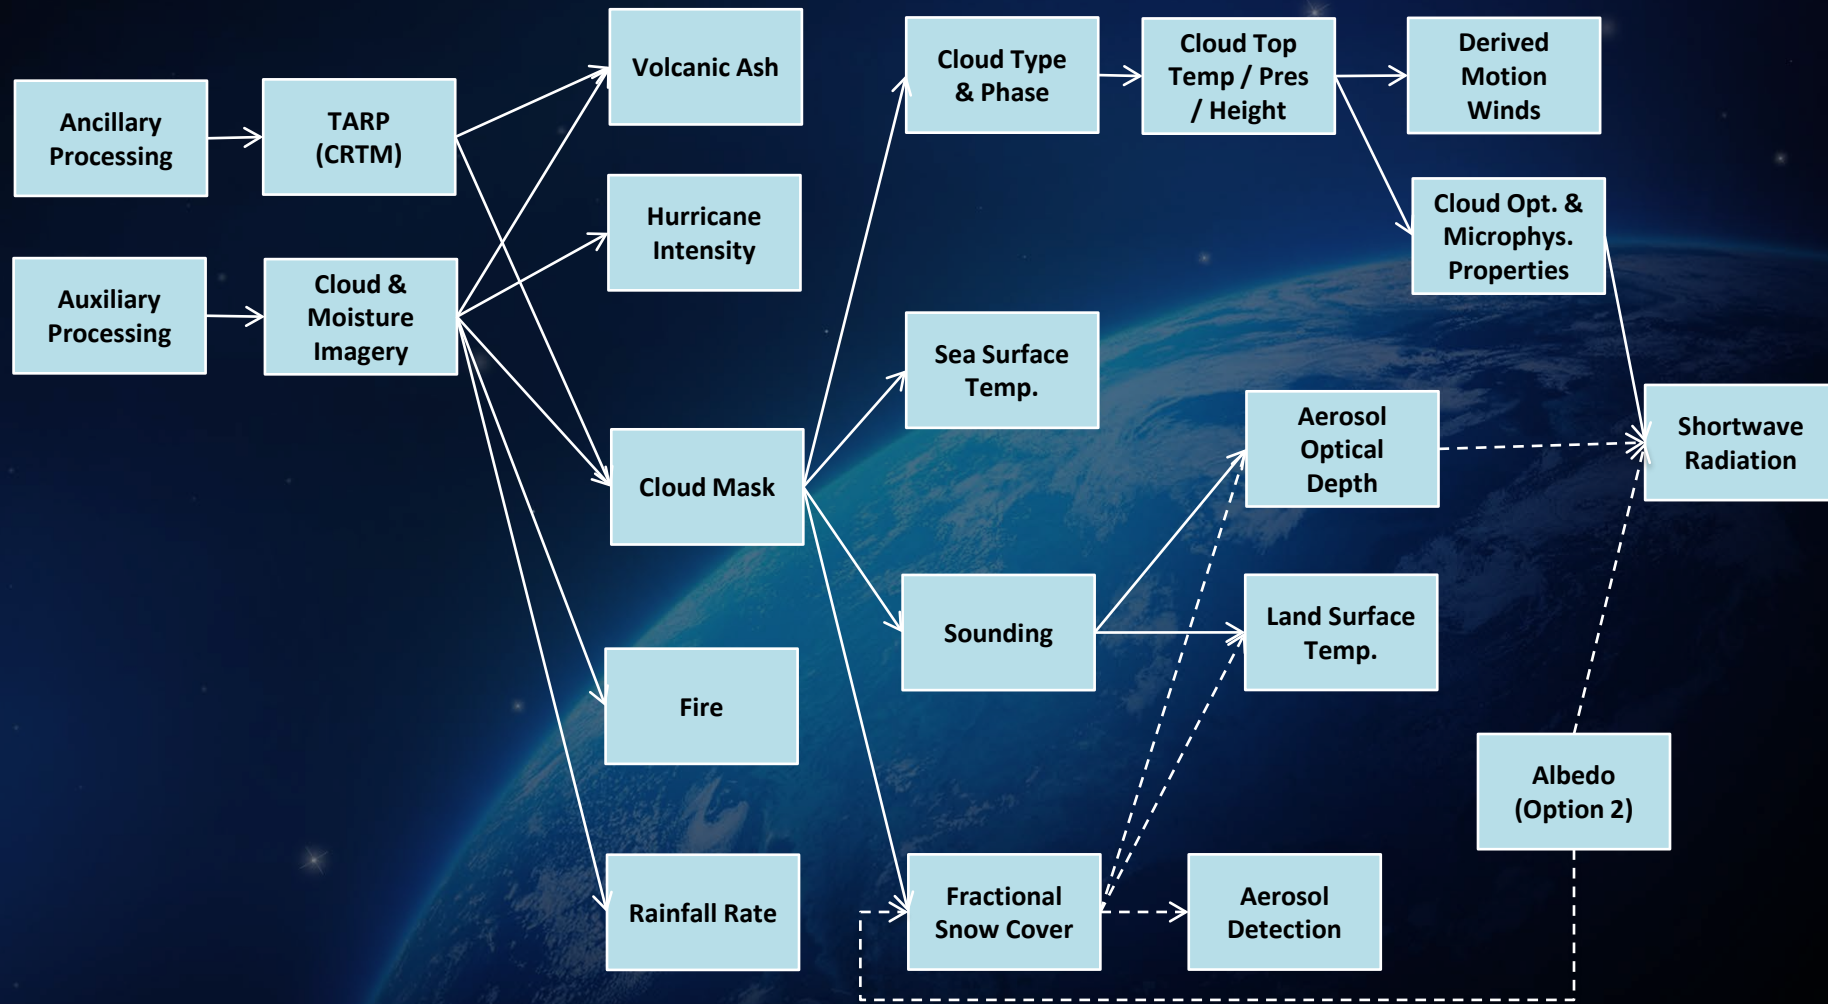 Ancillary
Processing
TARP
(CRTM)
Auxiliary
Processing
Cloud &
Moisture
Imagery
Volcanic Ash
Hurricane
Intensity
Cloud Mask
Fire
Rainfall Rate
Cloud Type
& Phase
Cloud Top
Temp / Pres
/ Height
Derived
Motion
Winds
Cloud Opt. &
Microphys.
Properties
Sea Surface
Temp.
Aerosol
Optical
Depth
Shortwave
Radiation
Sounding
Land Surface
Temp.
Albedo
(Option 2)
Fractional
Snow Cover
Aerosol
Detection